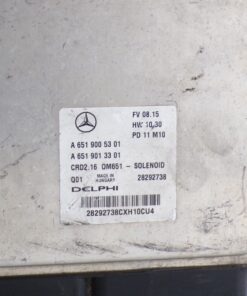 FV 08.15
HW 10.30
PD 11 M10
A 651 900 53 01
A 651 901 33 01
CRD2.16 OM651 - SOLENOID
Q01 MADE IN HUNGARY 28292738
DELPHI
28292738CXH10CU4